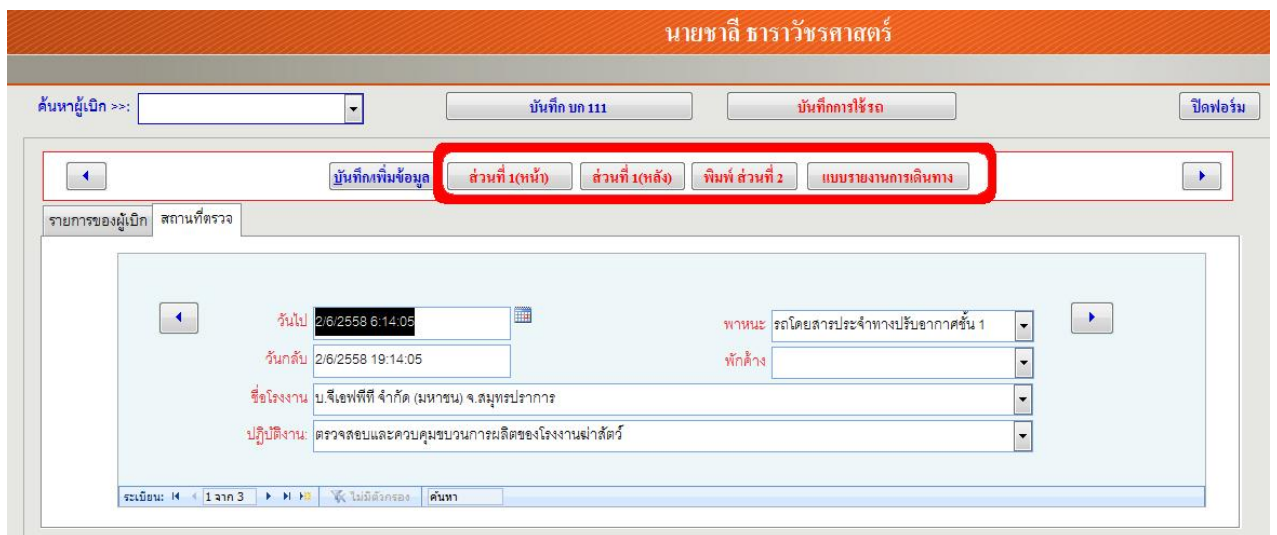 นายชาลี ธาราวัชรศาสตร์
ค้นหาผู้เบิก >>: บันทึก บก 111 บันทึกการใช้รถ ปิดฟอร์ม
บันทึก/เพิ่มข้อมูล ส่วนที่ 1(หน้า) ส่วนที่ 1(หลัง) พิมพ์ ส่วนที่ 2 แบบรายงานการเดินทาง
รายการของผู้เบิก สถานที่ตรวจ
วันไป 2/6/2558 6:14:05 พาหนะ รถโดยสารประจำทางปรับอากาศชั้น 1
วันกลับ 2/6/2558 19:14:05 พักค้าง
ชื่อโรงงาน บ.จีเอฟพีที จำกัด (มหาชน) จ.สมุทรปราการ
ปฏิบัติงาน: ตรวจสอบและควบคุมขบวนการผลิตของโรงงานฆ่าสัตว์
ระเบียน: 1 จาก 3 ไม่มีตัวกรอง ค้นหา